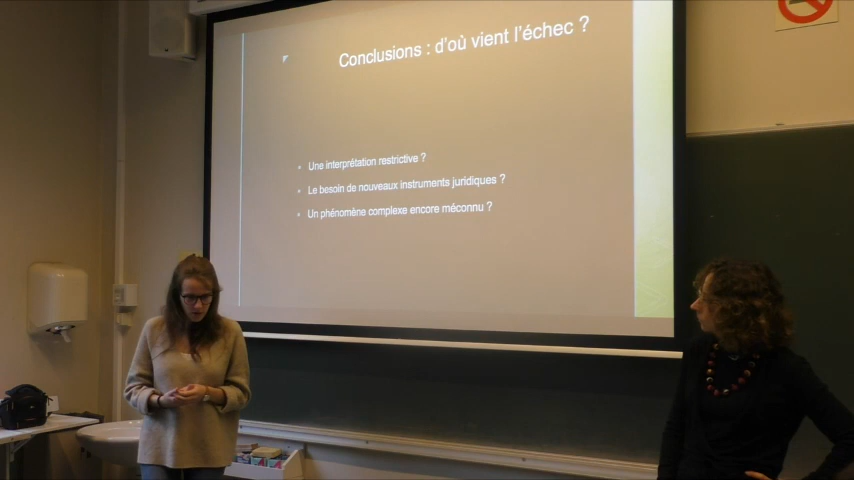 Conclusions : d'où vient l'échec ?
Une interprétation restrictive ?
Le besoin de nouveaux instruments juridiques ?
Un phénomène complexe encore méconnu ?